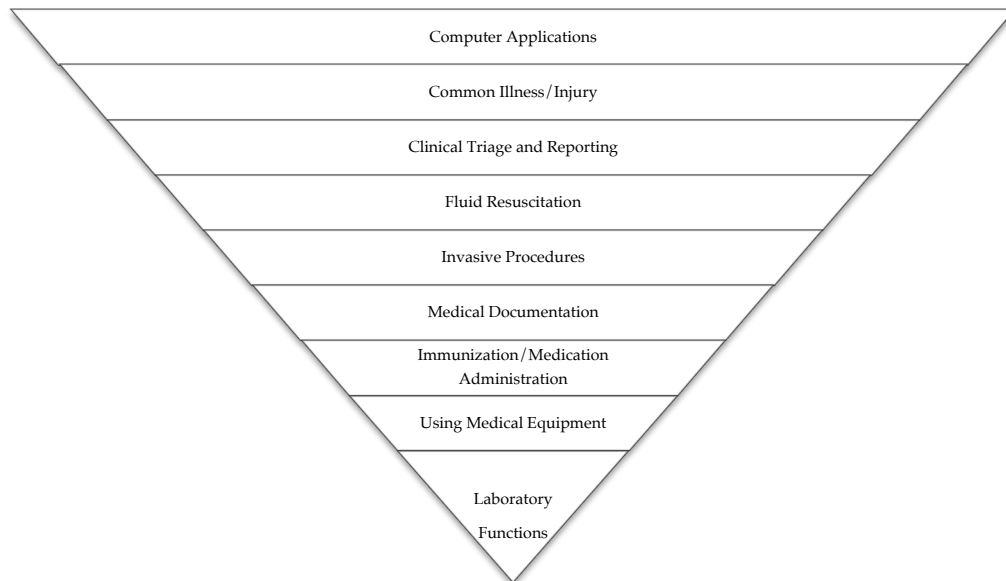 Computer Applications
Common Illness/Injury
Clinical Triage and Reporting
Fluid Resuscitation
Invasive Procedures
Medical Documentation
Immunization/Medication
Administration
Using Medical Equipment
Laboratory
Functions